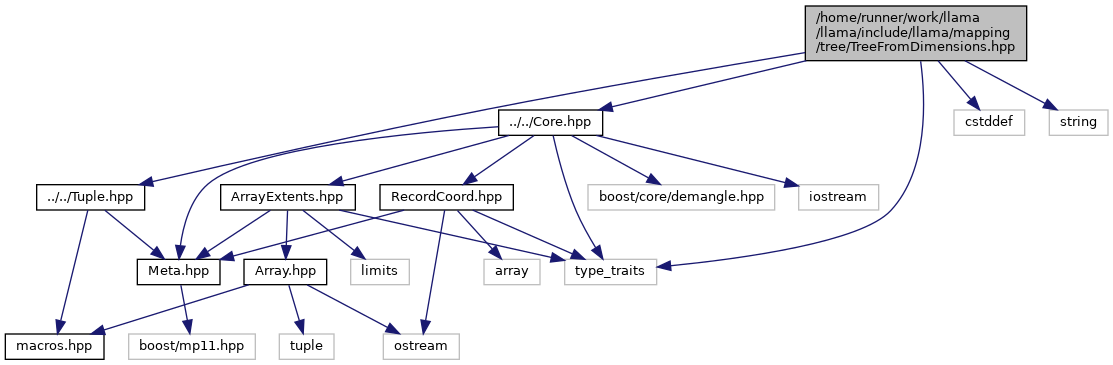 /home/runner/work/llama
/llama/include/llama/mapping
/tree/TreeFromDimensions.hpp
../../Core.hpp
cstddef
string
../../Tuple.hpp
ArrayExtents.hpp
RecordCoord.hpp
boost/core/demangle.hpp
iostream
Meta.hpp
Array.hpp
limits
array
type_traits
macros.hpp
boost/mp11.hpp
tuple
ostream